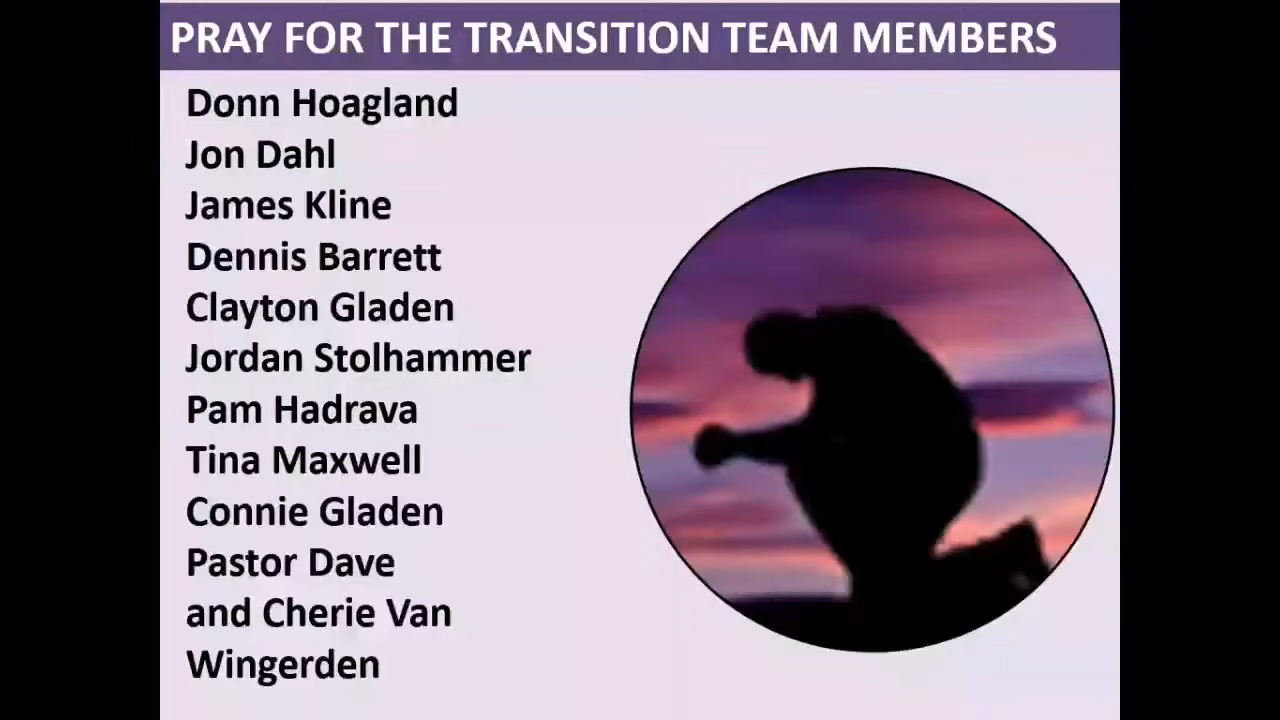 PRAY FOR THE TRANSITION TEAM MEMBERS
Donn Hoagland
Jon Dahl
James Kline
Dennis Barrett
Clayton Gladen
Jordan Stolhammer
Pam Hadrava
Tina Maxwell
Connie Gladen
Pastor Dave
and Cherie Van
Wingerden